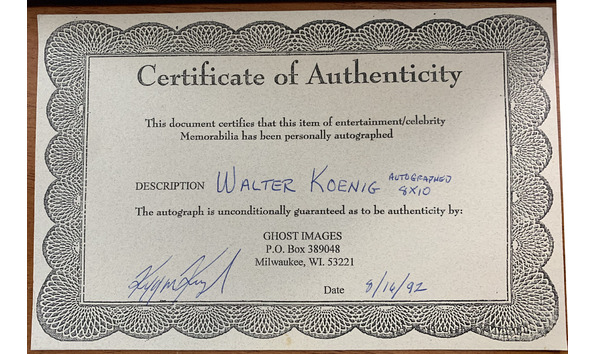 Certificate of Authenticity
This document certifies that this item of entertainment/celebrity
Memorabilia has been personally autographed
DESCRIPTION WALTER KOENIG AUTOGRAPHED 8X10
The autograph is unconditionally guaranteed as to be authenticity by:
GHOST IMAGES
P.O. Box 389048
Milwaukee, WI. 53221
Date 8/16/92